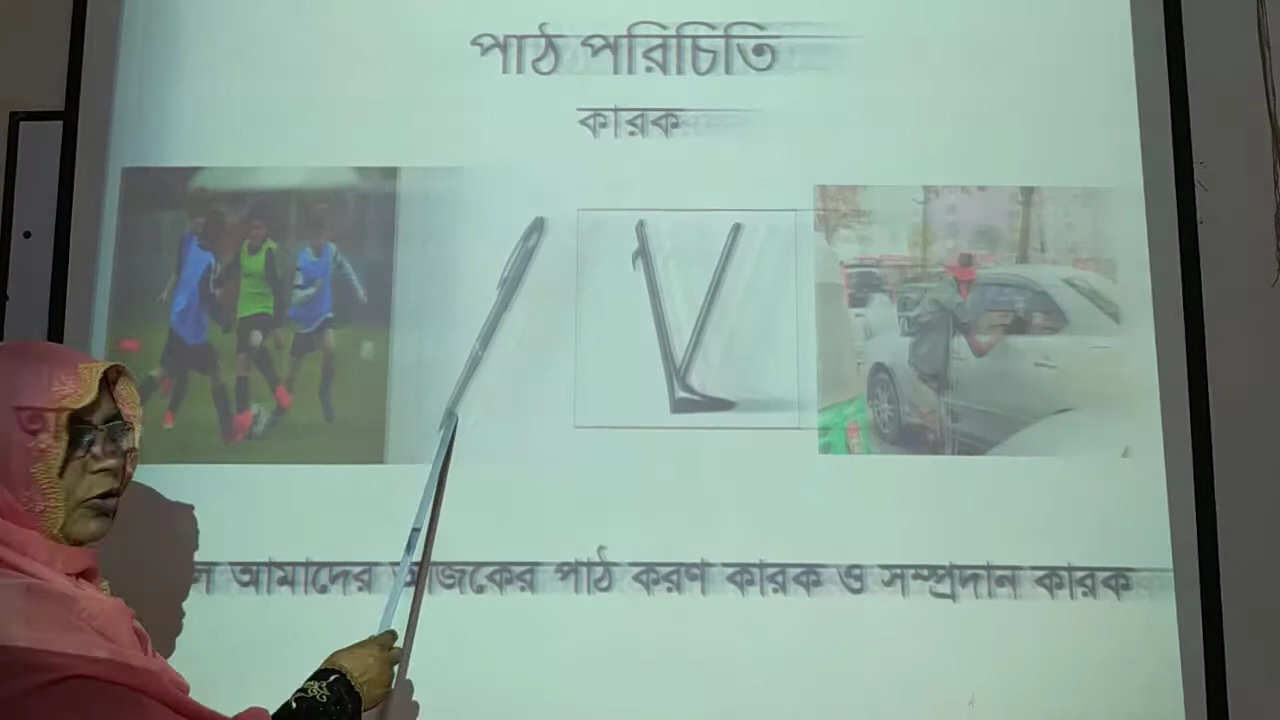 পাঠ পরিচিতি
কারক
আমাদের আজকের পাঠ করণ কারক ও সম্প্রদান কারক